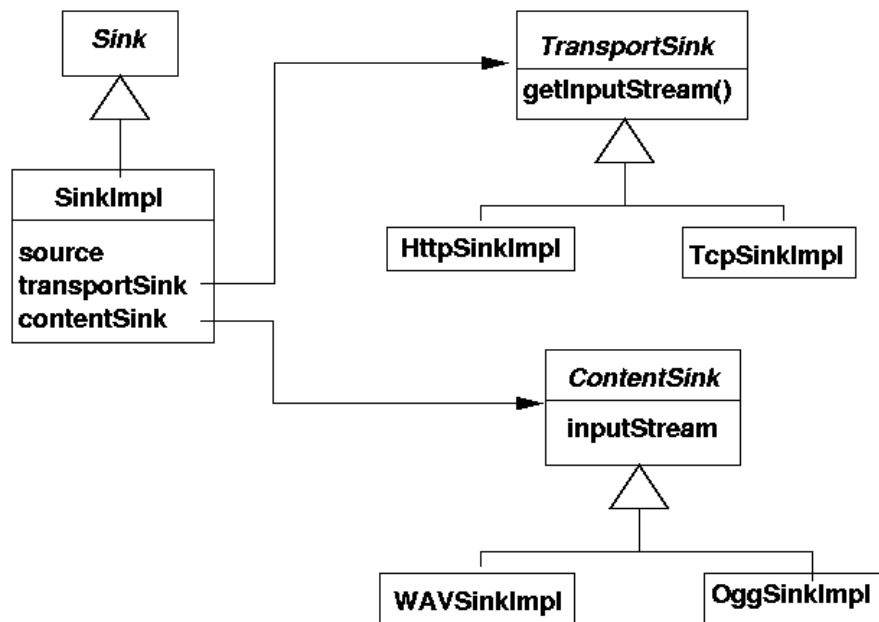 Sink
TransportSink
getInputStream()
SinkImpl
source
transportSink
contentSink
HttpSinkImpl
TcpSinkImpl
ContentSink
inputStream
WAVSinkImpl
OggSinkImpl